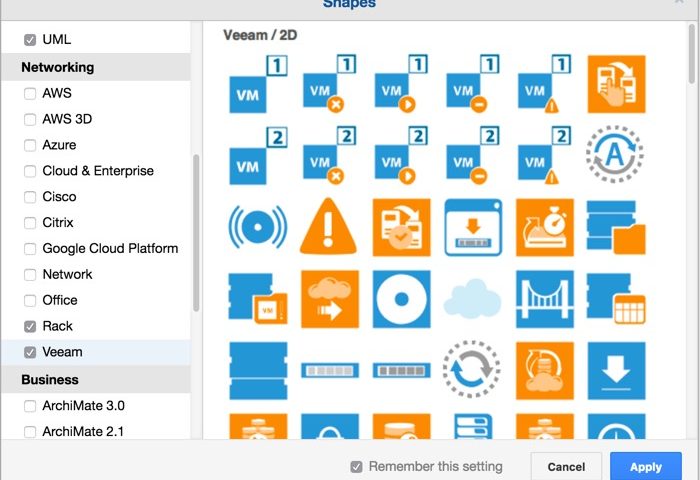 Shapes
UML
Networking
AWS
AWS 3D
Azure
Cloud & Enterprise
Cisco
Citrix
Google Cloud Platform
Network
Office
Rack
Veeam
Business
ArchiMate 3.0
ArchiMate 2.1
Veeam / 2D
1 1 1 1 1
VM VM VM VM VM
2 2 2 2 2
VM VM VM VM VM
A
VM
Remember this setting
Cancel
Apply